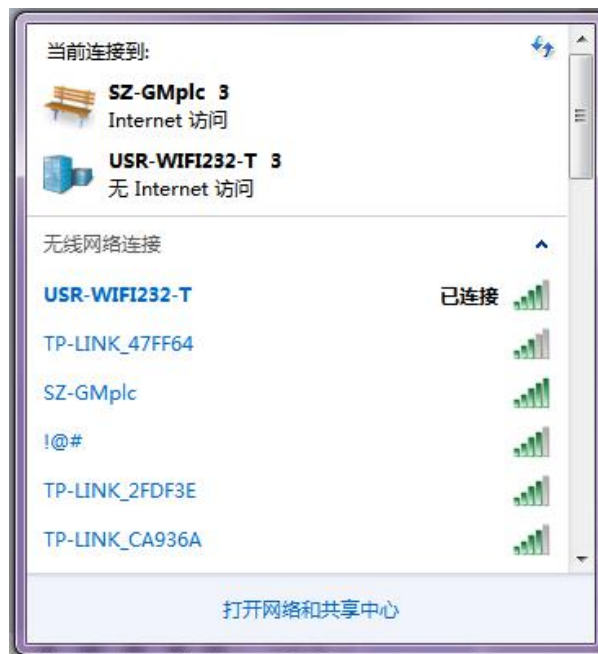 当前连接到:
SZ-GMplc 3
Internet 访问
USR-WIFI232-T 3
无 Internet 访问
无线网络连接
USR-WIFI232-T 已连接
TP-LINK_47FF64
SZ-GMplc
!@#
TP-LINK_2FDF3E
TP-LINK_CA936A
打开网络和共享中心